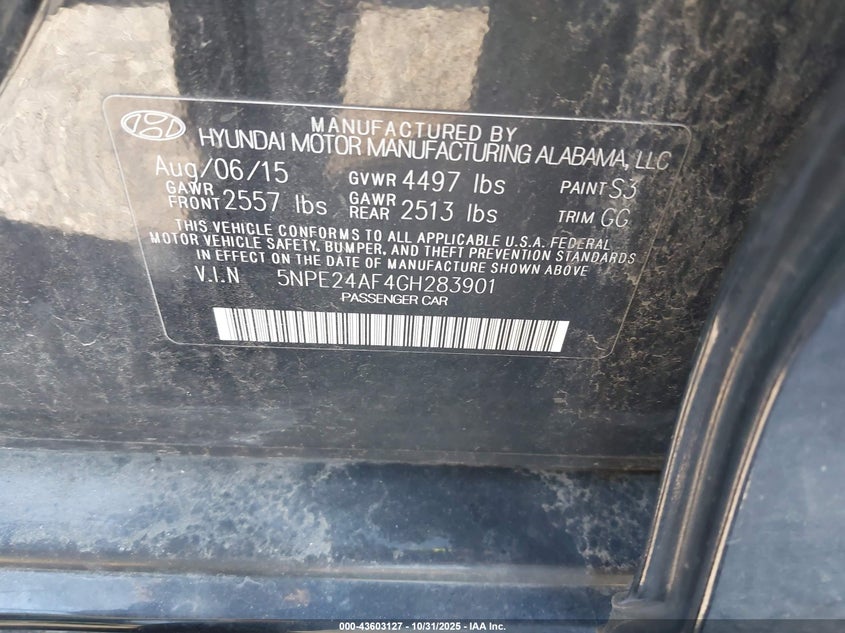 MANUFACTURED BY
HYUNDAI MOTOR MANUFACTURING ALABAMA, LLC
Aug/06/15 GVWR 4497 lbs PAINT S3
GAWR FRONT 2557 lbs GAWR REAR 2513 lbs TRIM GG
THIS VEHICLE CONFORMS TO ALL APPLICABLE U.S.A. FEDERAL
MOTOR VEHICLE SAFETY, BUMPER, AND THEFT PREVENTION STANDARDS
IN EFFECT ON THE DATE OF MANUFACTURE SHOWN ABOVE
V.I.N 5NPE24AF4GH283901
PASSENGER CAR
000-43603127 - 10/31/2025 - IAA Inc.